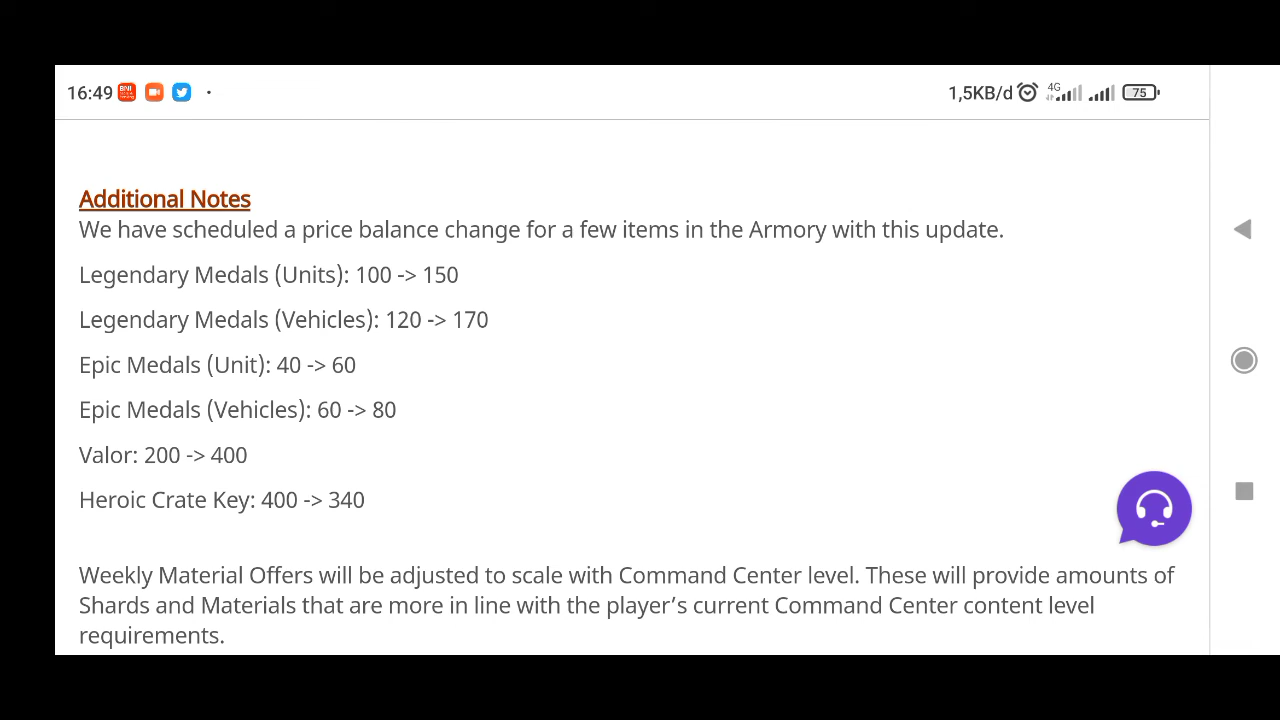 16:49 BNI 1,5KB/d 4G 75
Additional Notes
We have scheduled a price balance change for a few items in the Armory with this update.
Legendary Medals (Units): 100 -> 150
Legendary Medals (Vehicles): 120 -> 170
Epic Medals (Unit): 40 -> 60
Epic Medals (Vehicles): 60 -> 80
Valor: 200 -> 400
Heroic Crate Key: 400 -> 340
Weekly Material Offers will be adjusted to scale with Command Center level. These will provide amounts of
Shards and Materials that are more in line with the player’s current Command Center content level
requirements.